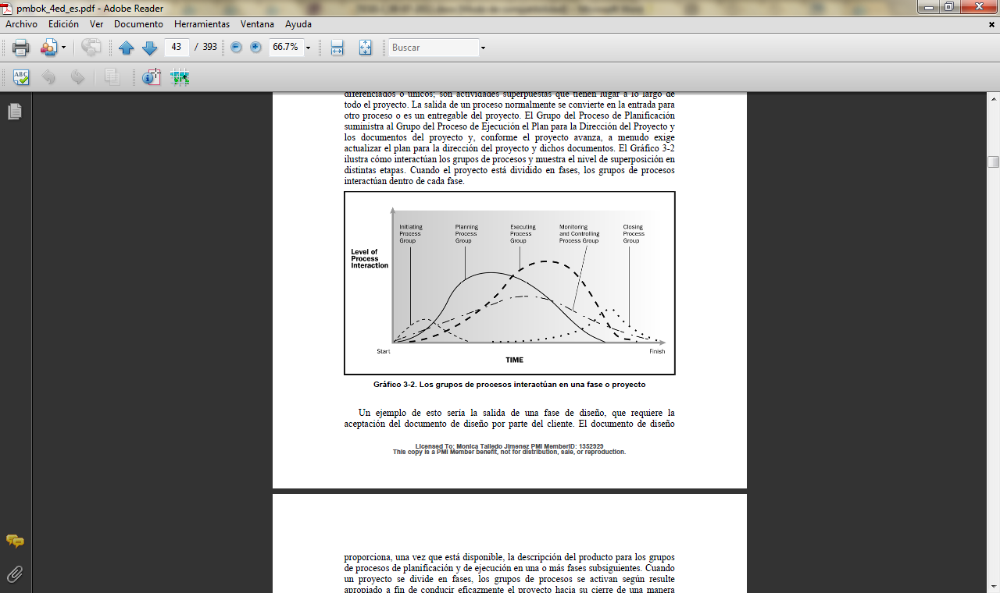 pmbok_4ed_es.pdf - Adobe Reader
Archivo Edición Ver Documento Herramientas Ventana Ayuda
43 / 393 66.7% Buscar
diferenciados o únicos; son actividades superpuestas que tienen lugar a lo largo de
todo el proyecto. La salida de un proceso normalmente se convierte en la entrada para
otro proceso o es un entregable del proyecto. El Grupo del Proceso de Planificación
suministra al Grupo del Proceso de Ejecución el Plan para la Dirección del Proyecto y
los documentos del proyecto y, conforme el proyecto avanza, a menudo exige
actualizar el plan para la dirección del proyecto y dichos documentos. El Gráfico 3-2
ilustra cómo interactúan los grupos de procesos y muestra el nivel de superposición en
distintas etapas. Cuando el proyecto está dividido en fases, los grupos de procesos
interactúan dentro de cada fase.
Initiating
Process
Group
Planning
Process
Group
Executing
Process
Group
Monitoring
and Controlling
Process Group
Closing
Process
Group
Level of
Process
Interaction
Start
Finish
TIME
Gráfico 3-2. Los grupos de procesos interactúan en una fase o proyecto
Un ejemplo de esto sería la salida de una fase de diseño, que requiere la
aceptación del documento de diseño por parte del cliente. El documento de diseño
Licensed To: Monica Talledo Jimenez PMI MemberID: 1352929
This copy is a PMI Member benefit, not for distribution, sale, or reproduction.
proporciona, una vez que está disponible, la descripción del producto para los grupos
de procesos de planificación y de ejecución en una o más fases subsiguientes. Cuando
un proyecto se divide en fases, los grupos de procesos se activan según resulte
apropiado a fin de conducir eficazmente el proyecto hacia su cierre de una manera